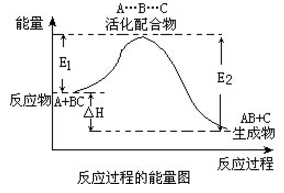 A…B…C
能量
活化配合物
E1
E2
反应物
A+BC
△H
AB+C
生成物
反应过程
反应过程的能量图